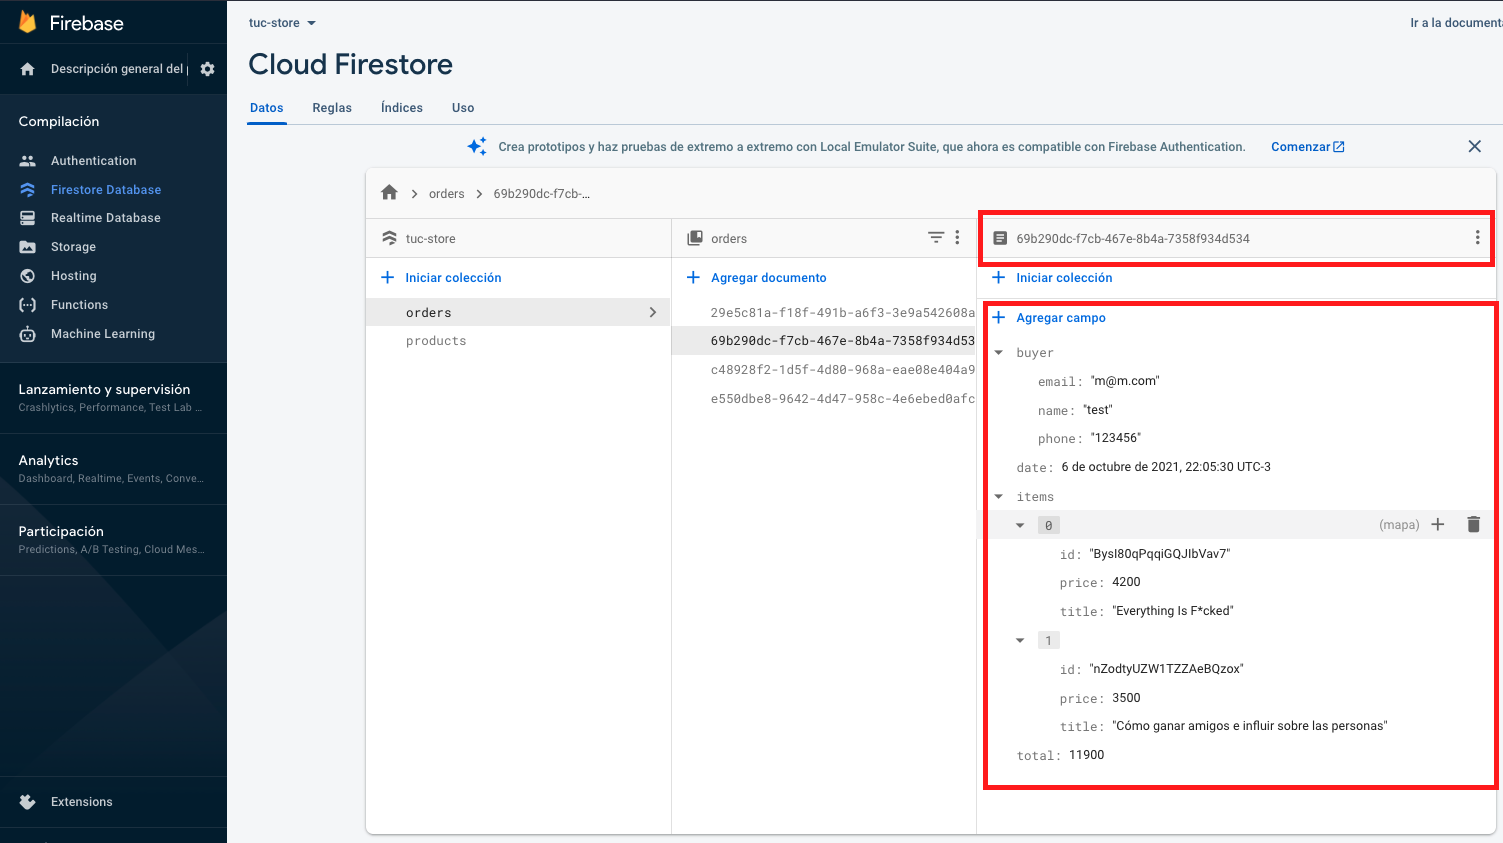 Firebase
Descripción general del p
Compilación
Authentication
Firestore Database
Realtime Database
Storage
Hosting
Functions
Machine Learning
Lanzamiento y supervisión
Crashlytics, Performance, Test Lab ...
Analytics
Dashboard, Realtime, Events, Conve...
Participación
Predictions, A/B Testing, Cloud Mes...
Extensions
tuc-store
Ir a la document
Cloud Firestore
Datos Reglas Índices Uso
Crea prototipos y haz pruebas de extremo a extremo con Local Emulator Suite, que ahora es compatible con Firebase Authentication. Comenzar
orders > 69b290dc-f7cb-...
tuc-store
Iniciar colección
orders
products
orders
Agregar documento
29e5c81a-f18f-491b-a6f3-3e9a542608a
69b290dc-f7cb-467e-8b4a-7358f934d53
c48928f2-1d5f-4d80-968a-eae08e404a9
e550dbe8-9642-4d47-958c-4e6ebed0afc
69b290dc-f7cb-467e-8b4a-7358f934d534
Iniciar colección
Agregar campo
buyer
email: "m@m.com"
name: "test"
phone: "123456"
date: 6 de octubre de 2021, 22:05:30 UTC-3
items
0 (mapa)
id: "BysI80qPqqiGQJIbVav7"
price: 4200
title: "Everything Is F*cked"
1
id: "nZodtyUZW1TZZAeBQzox"
price: 3500
title: "Cómo ganar amigos e influir sobre las personas"
total: 11900